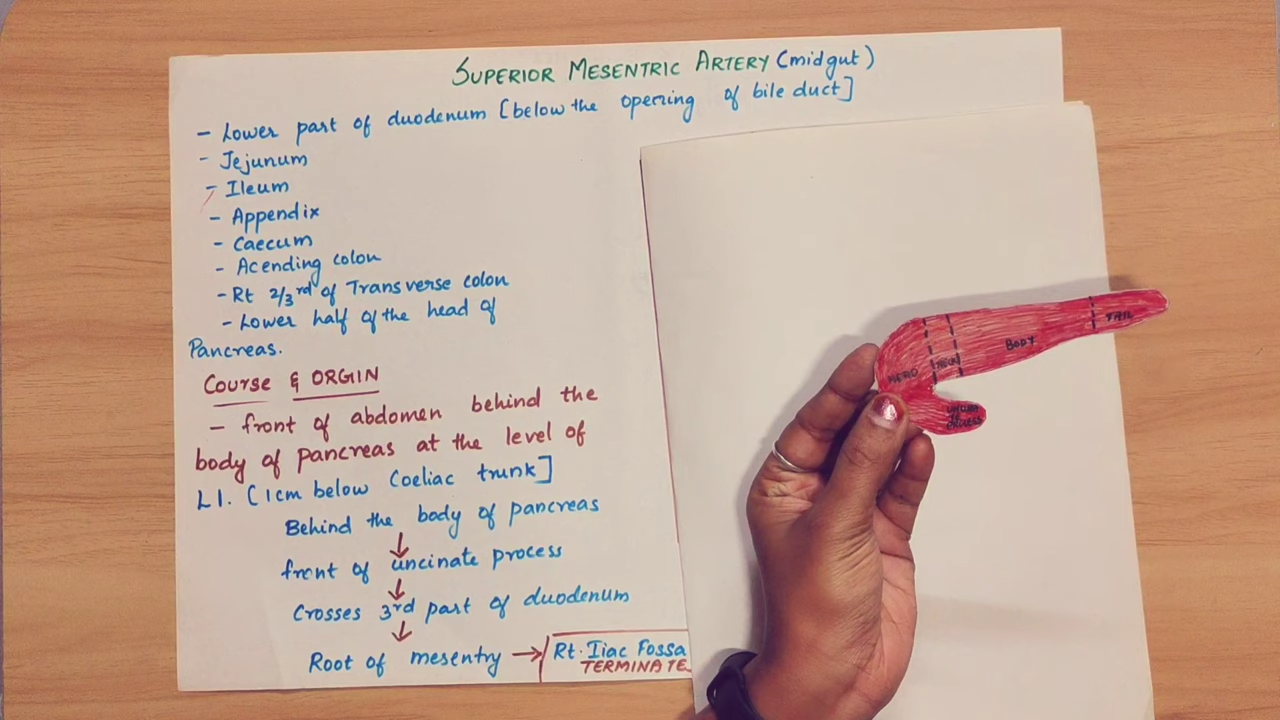 SUPERIOR MESENTRIC ARTERY (midgut)
- Lower part of duodenum [below the opening of bile duct]
- Jejunum
- Ileum
- Appendix
- Caecum
- Acending colon
- Rt 2/3rd of Transverse colon
- Lower half of the head of
Pancreas.
Course & ORGIN
- front of abdomen behind the
body of pancreas at the level of
L1. [1cm below Coeliac trunk]
Behind the body of pancreas
↓
front of uncinate process
↓
Crosses 3rd part of duodenum
↓
Root of mesentry → Rt. Iiac Fossa
TERMINATE
HEAD
NECK
BODY
TAIL